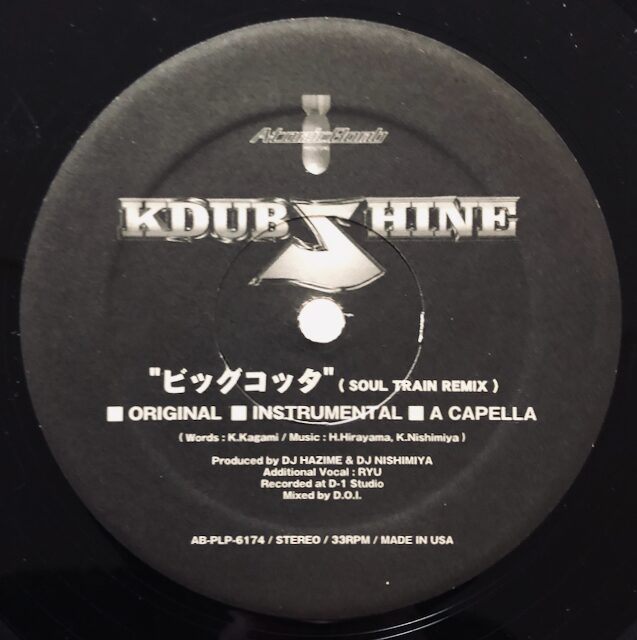 AtomicBomb
KDUB SHINE
"ビッグコッタ" ( SOUL TRAIN REMIX )
■ ORIGINAL ■ INSTRUMENTAL ■ A CAPELLA
( Words : K.Kagami / Music : H.Hirayama, K.Nishimiya )
Produced by DJ HAZIME & DJ NISHIMIYA
Additional Vocal : RYU
Recorded at D-1 Studio
Mixed by D.O.I.
AB-PLP-6174 / STEREO / 33RPM / MADE IN USA